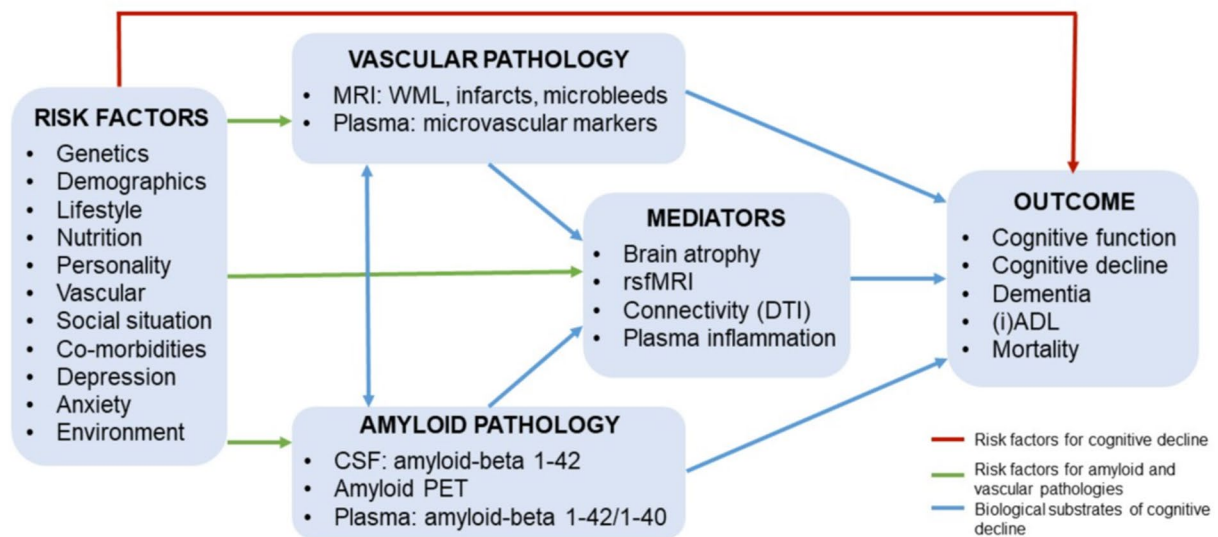 RISK FACTORS
• Genetics
• Demographics
• Lifestyle
• Nutrition
• Personality
• Vascular
• Social situation
• Co-morbidities
• Depression
• Anxiety
• Environment
VASCULAR PATHOLOGY
• MRI: WML, infarcts, microbleeds
• Plasma: microvascular markers
MEDIATORS
• Brain atrophy
• rsfMRI
• Connectivity (DTI)
• Plasma inflammation
AMYLOID PATHOLOGY
• CSF: amyloid-beta 1-42
• Amyloid PET
• Plasma: amyloid-beta 1-42/1-40
OUTCOME
• Cognitive function
• Cognitive decline
• Dementia
• (i)ADL
• Mortality
Risk factors for cognitive decline
Risk factors for amyloid and
vascular pathologies
Biological substrates of cognitive
decline